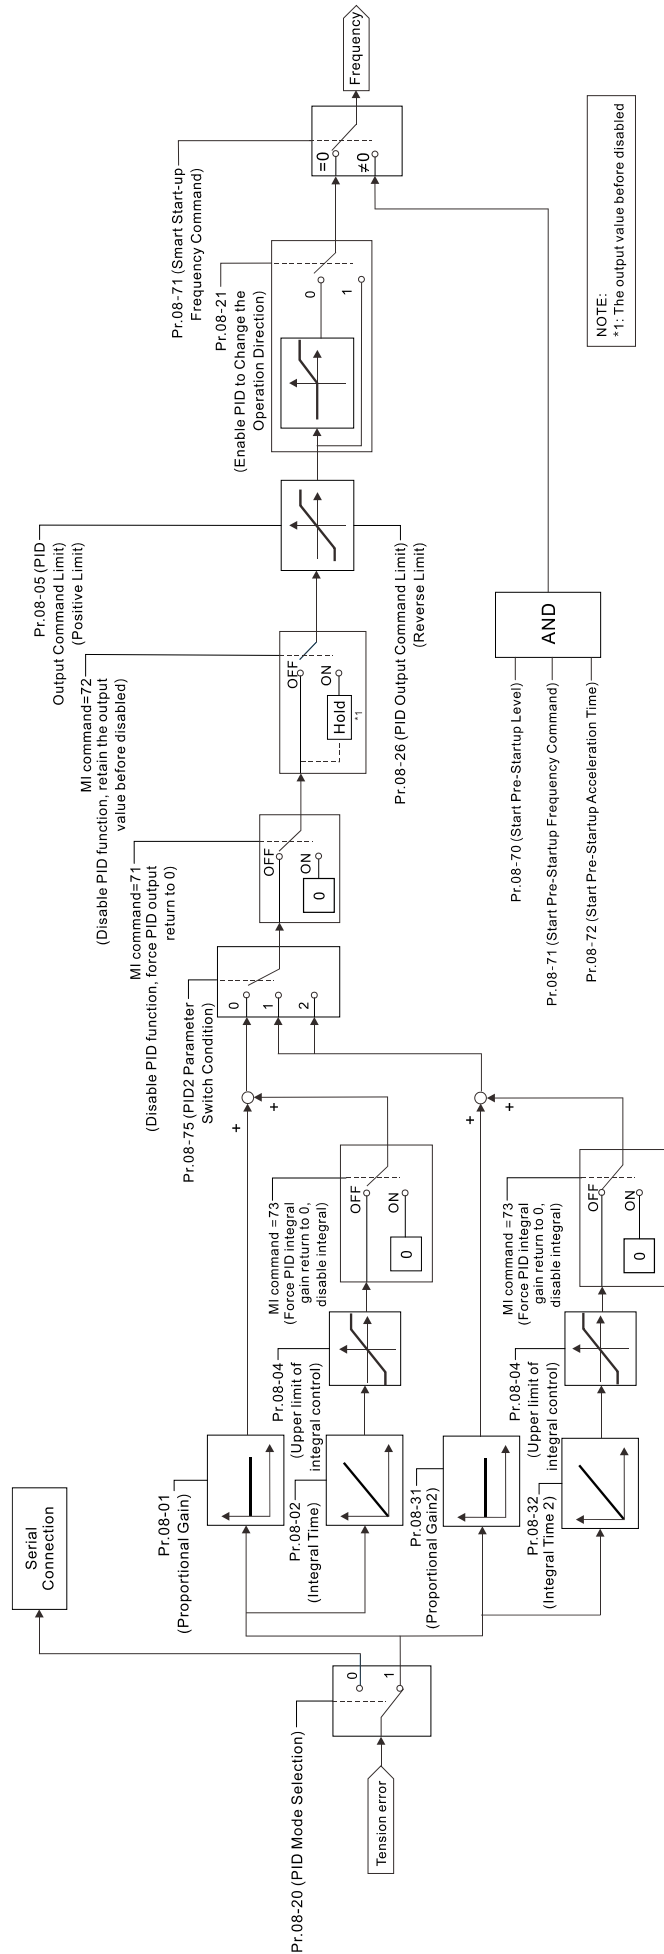 Pr.08-20 (PID Mode Selection)
Tension error
0
1
Serial
Connection
Pr.08-01
(Proportional Gain)
Pr.08-02
(Integral Time)
Pr.08-04
(Upper limit of
integral control)
MI command =73
(Force PID integral
gain return to 0,
disable integral)
OFF
ON
0
+
+
Pr.08-31
(Proportional Gain2)
Pr.08-32
(Integral Time 2)
Pr.08-04
(Upper limit of
integral control)
MI command =73
(Force PID integral
gain return to 0,
disable integral)
OFF
ON
0
+
+
Pr.08-75 (PID2 Parameter
Switch Condition)
0
1
2
MI command=71
(Disable PID function, force PID output
return to 0)
OFF
ON
0
MI command=72
(Disable PID function, retain the output
value before disabled)
OFF
ON
Hold
*1
Pr.08-05 (PID
Output Command Limit)
(Positive Limit)
Pr.08-26 (PID Output Command Limit)
(Reverse Limit)
Pr.08-21
(Enable PID to Change the
Operation Direction)
0
1
Pr.08-71 (Smart Start-up
Frequency Command)
=0
≠0
Frequency
Pr.08-70 (Start Pre-Startup Level)
Pr.08-71 (Start Pre-Startup Frequency Command)
Pr.08-72 (Start Pre-Startup Acceleration Time)
AND
NOTE:
*1: The output value before disabled